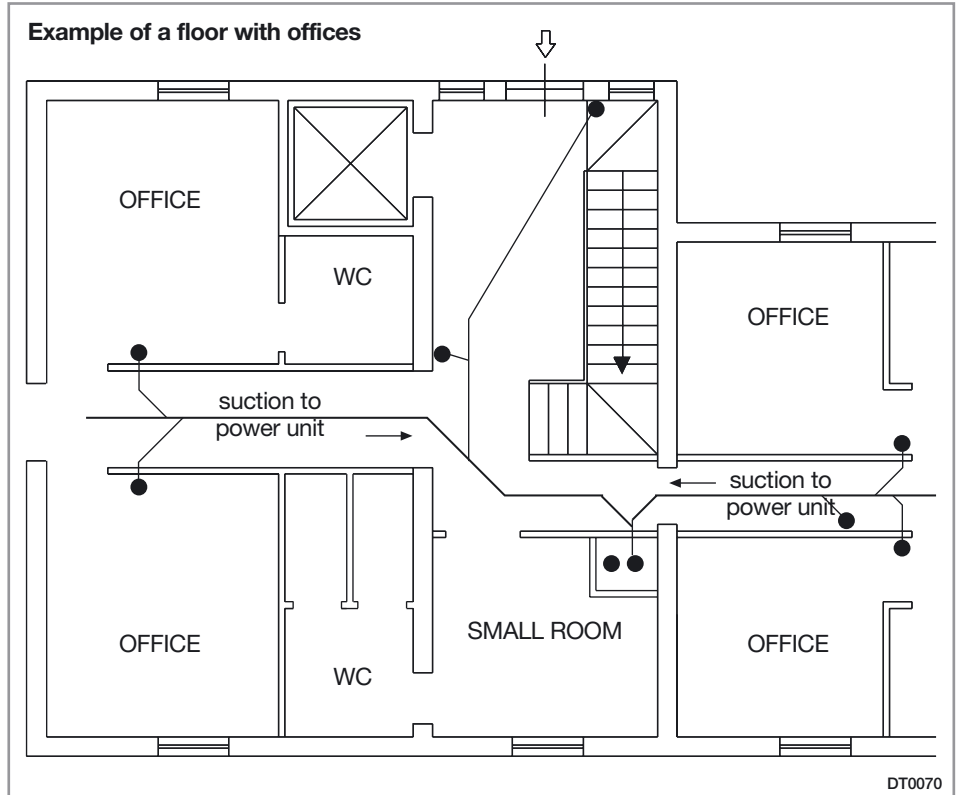 Example of a floor with offices
OFFICE
WC
OFFICE
suction to
power unit
suction to
power unit
OFFICE
WC
SMALL ROOM
OFFICE
DT0070